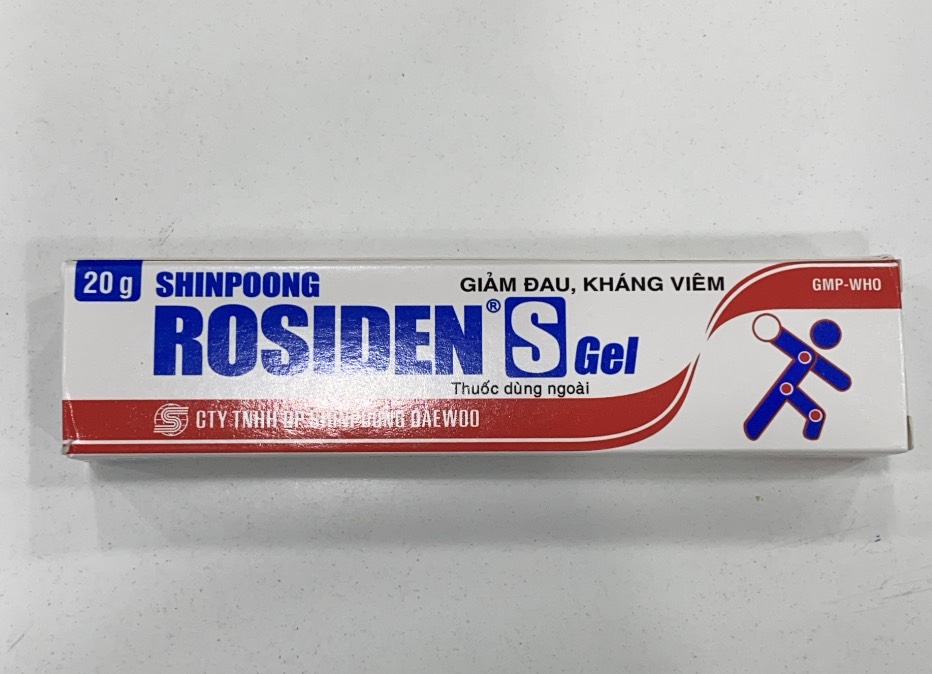 20 g
SHINPOONG
GIẢM ĐAU, KHÁNG VIÊM
GMP-WHO
ROSIDEN® S Gel
Thuốc dùng ngoài
CTY TNHH DP SHINPOONG DAEWOO